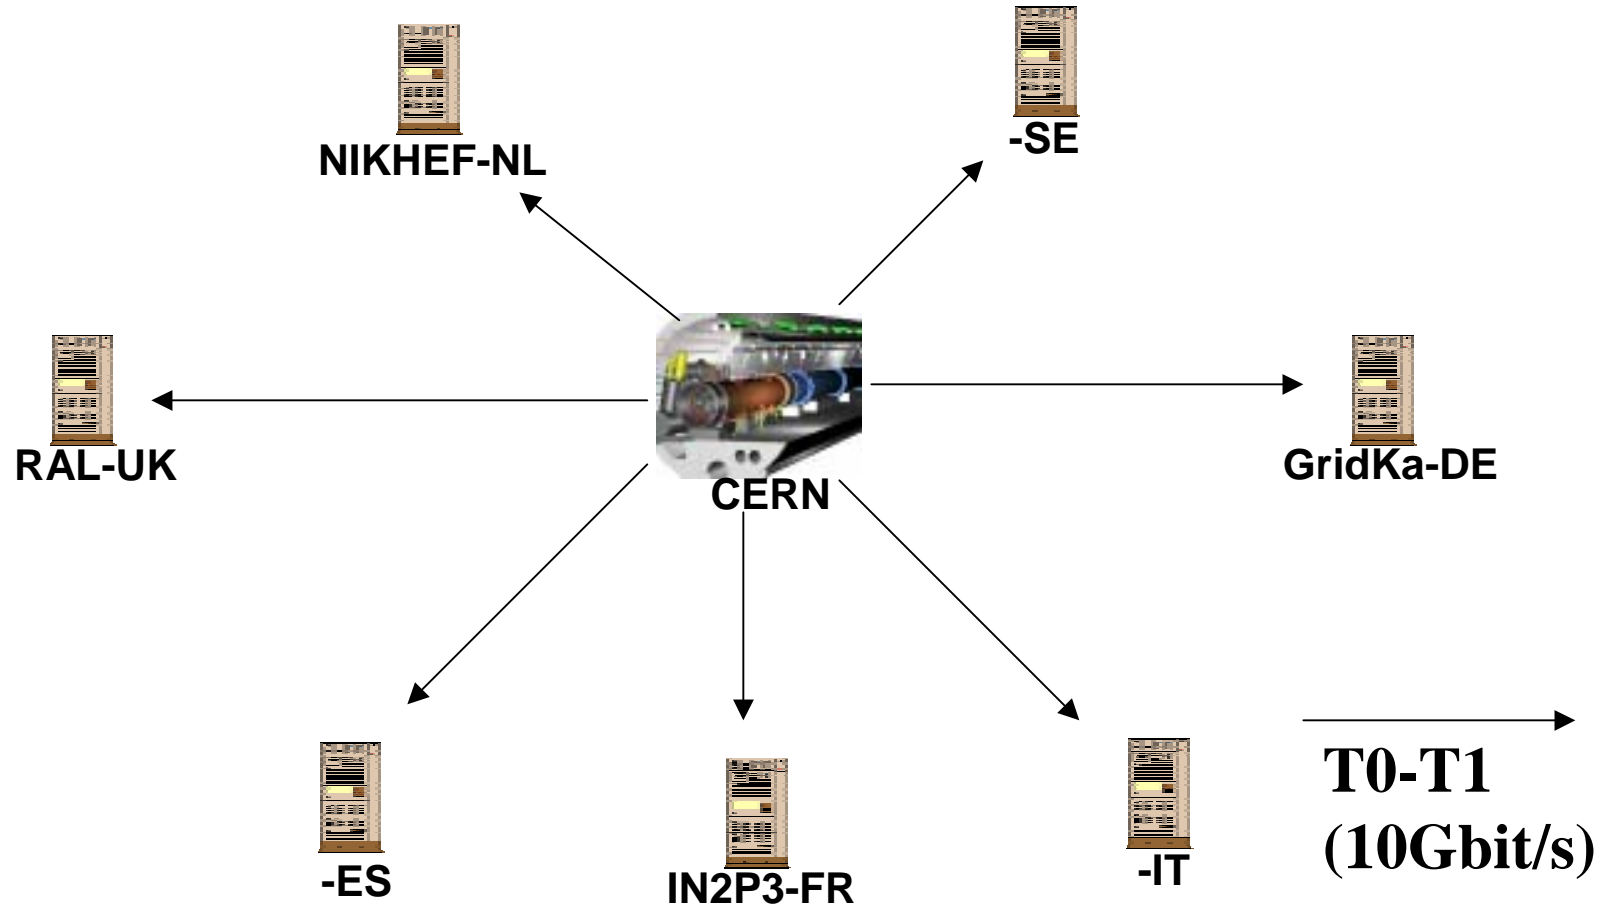 -SE
NIKHEF-NL
RAL-UK
GridKa-DE
CERN
T0-T1
(10Gbit/s)
-ES
IN2P3-FR
-IT